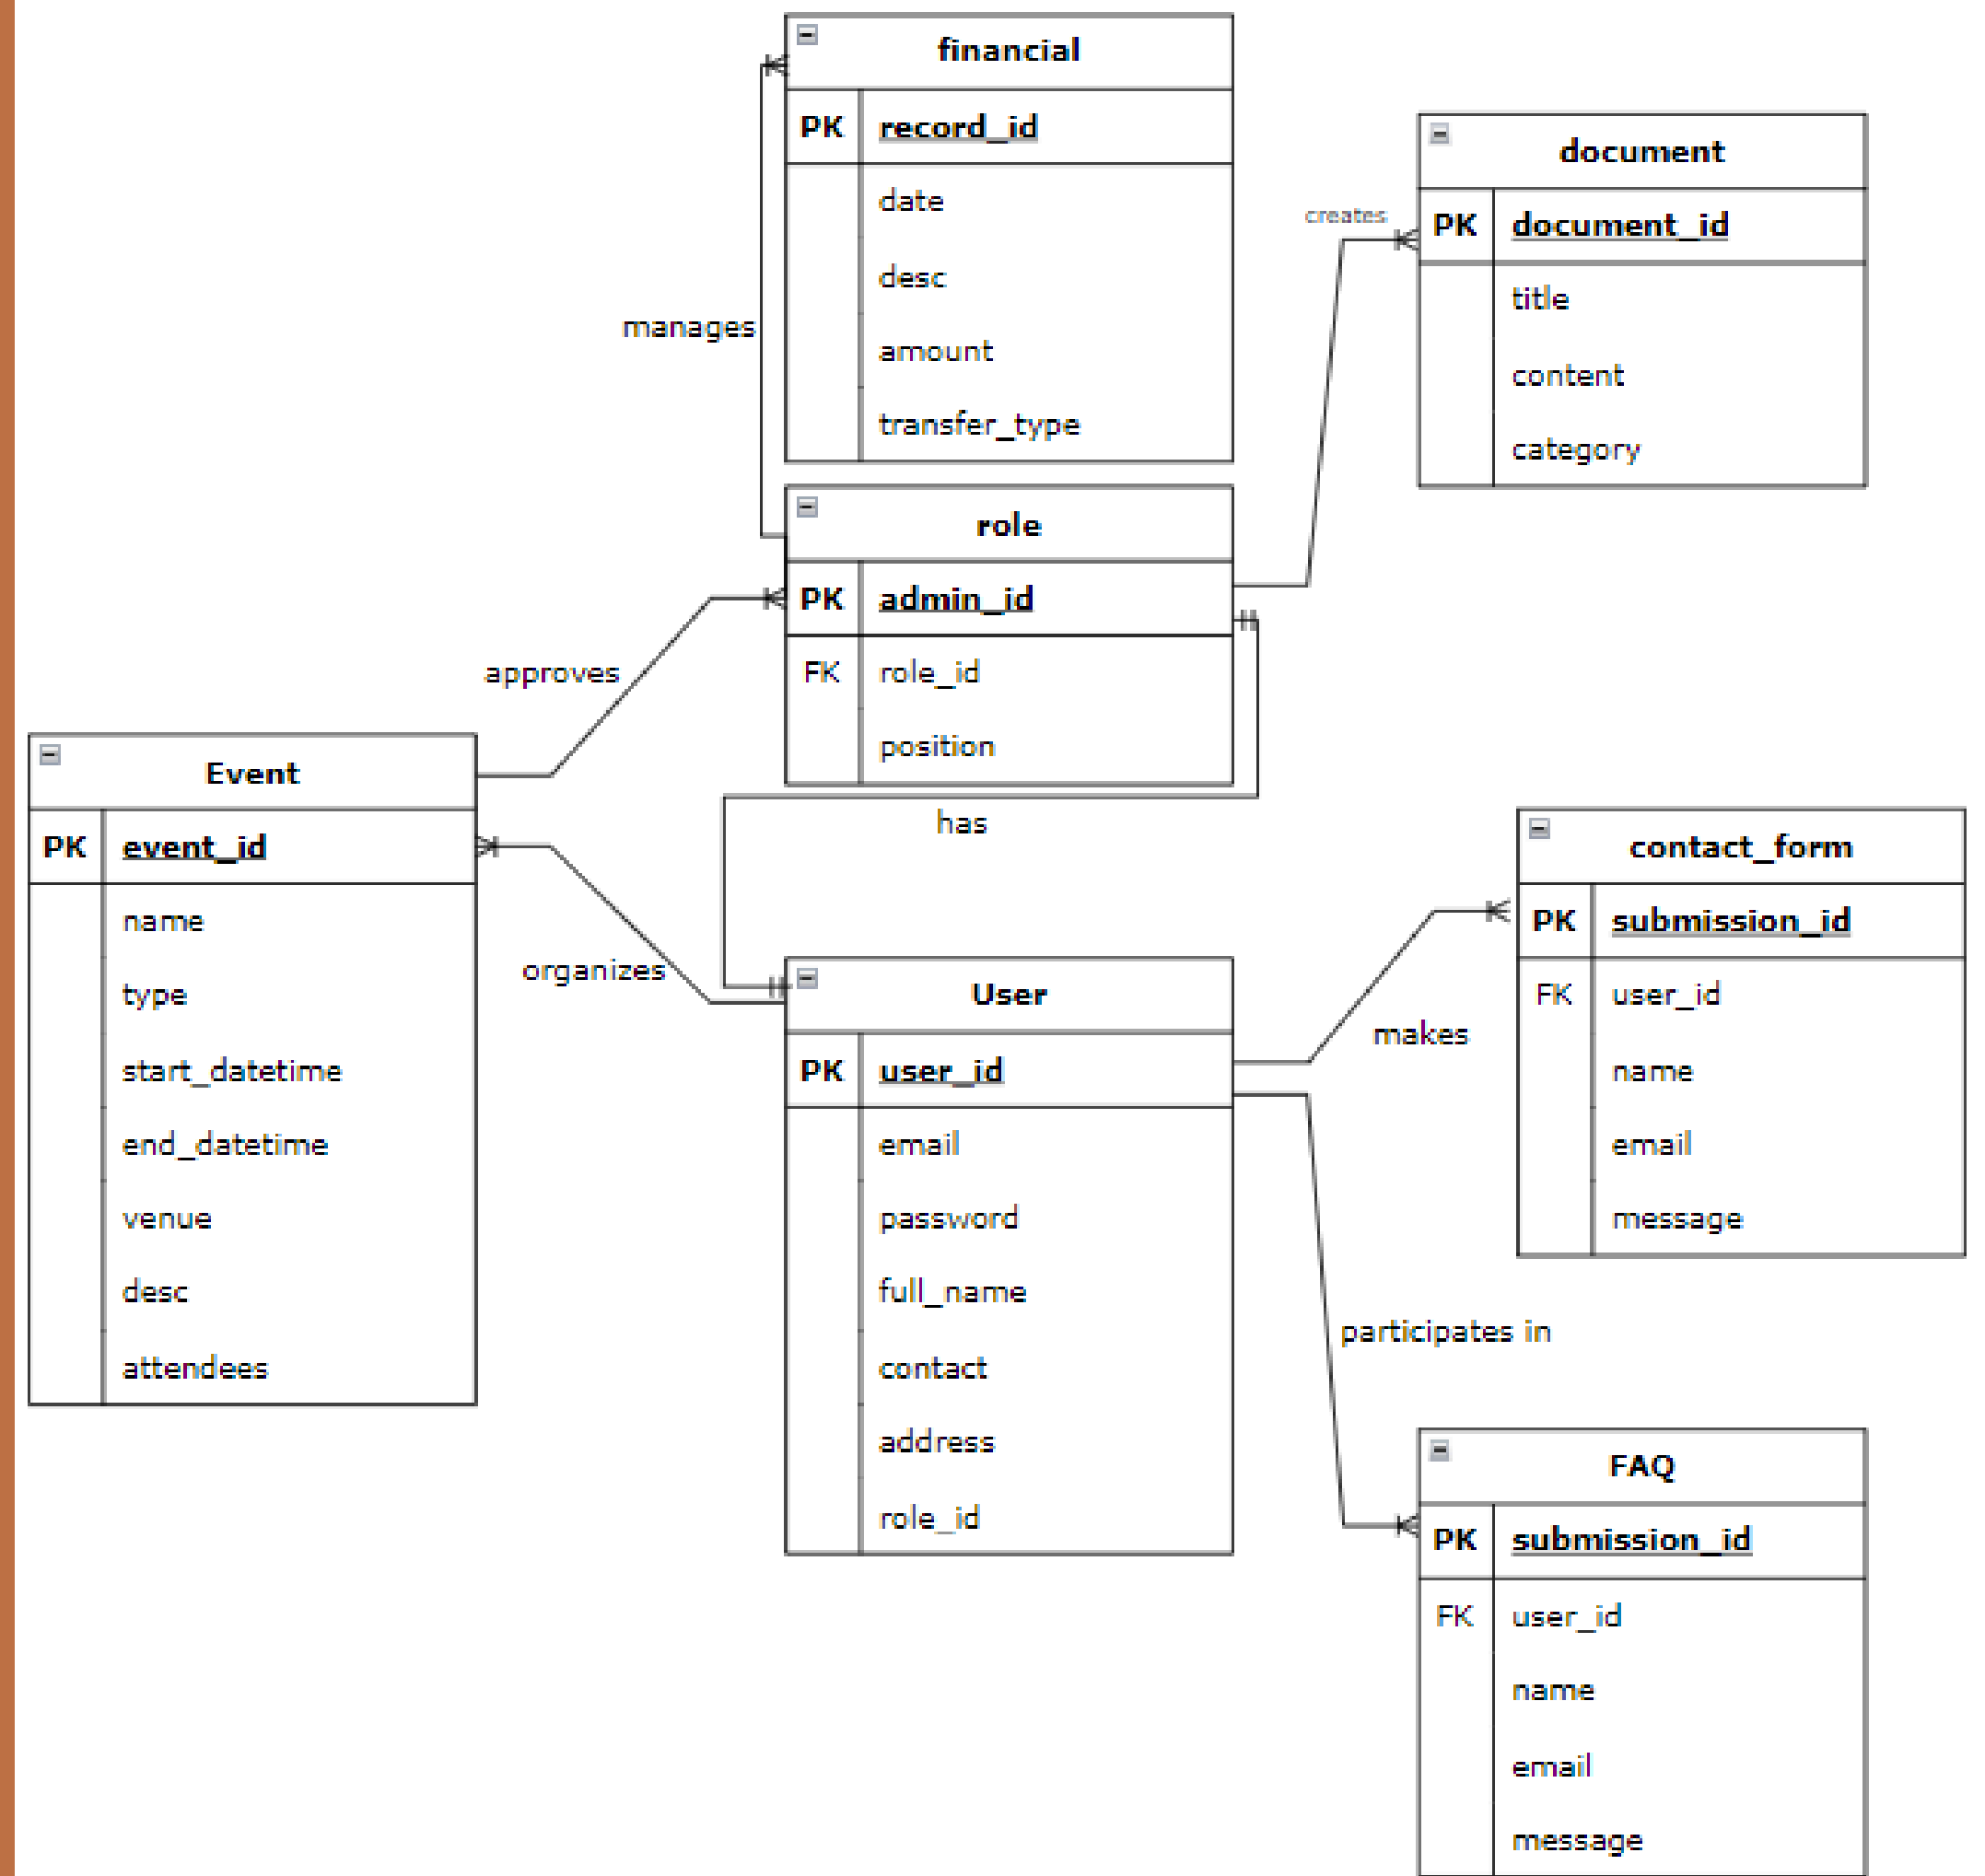 financial
PK record_id
date
desc
amount
transfer_type
manages
creates
document
PK document_id
title
content
category
role
PK admin_id
FK role_id
position
approves
has
Event
PK event_id
name
type
start_datetime
end_datetime
venue
desc
attendees
organizes
User
PK user_id
email
password
full_name
contact
address
role_id
contact_form
PK submission_id
FK user_id
name
email
message
makes
participates in
FAQ
PK submission_id
FK user_id
name
email
message